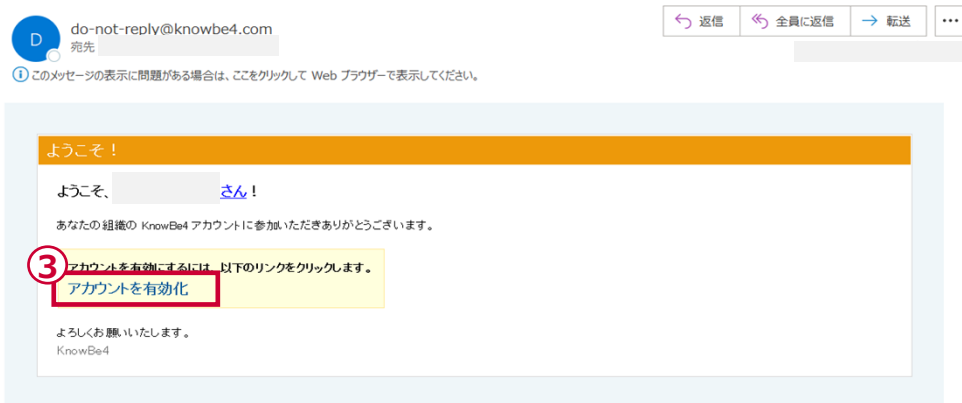 D
do-not-reply@knowbe4.com
宛先
返信 全員に返信 転送 ...
このメッセージの表示に問題がある場合は、ここをクリックして Web ブラウザーで表示してください。
ようこそ！
ようこそ、 さん！
あなたの組織の KnowBe4 アカウントに参加いただきありがとうございます。
③
アカウントを有効にするには、以下のリンクをクリックします。
アカウントを有効化
よろしくお願いいたします。
KnowBe4